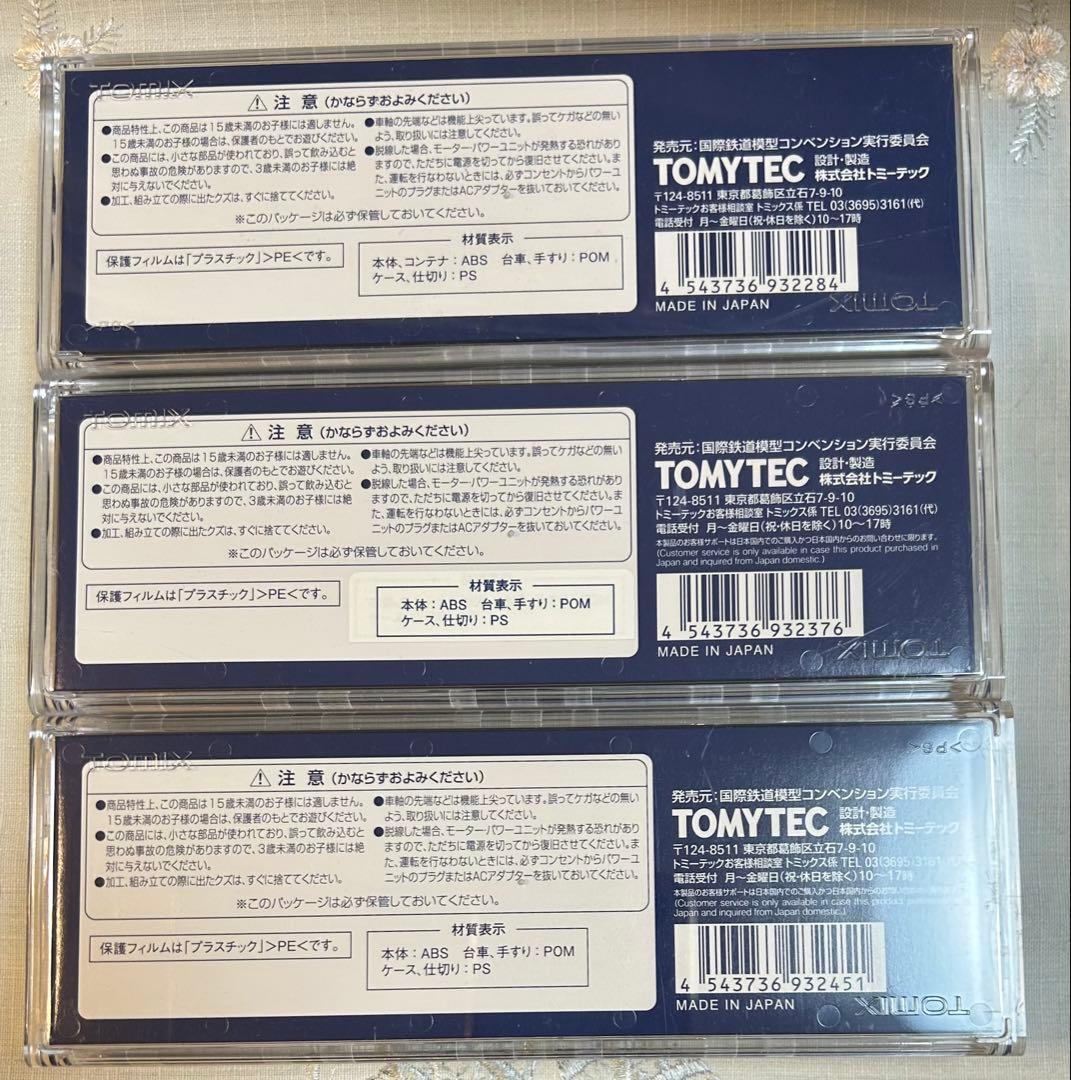 TOMIX
⚠ 注 意 (かならずおよみください)
●商品特性上、この商品は15歳未満のお子様には適しません。
15歳未満のお子様の場合は、保護者のもとでお遊びください。
●この商品には、小さな部品が使われており、誤って飲み込むと
思わぬ事故の危険がありますので、3歳未満のお子様には絶
対に与えないでください。
●加工、組み立ての際に出たクズは、すぐに捨ててください。
●車軸の先端などは機能上尖っています。誤ってケガなどの無い
よう、取り扱いには注意してください。
●脱線した場合、モーター・パワーユニットが発熱する恐れがあり
ますので、ただちに電源を切ってから復旧させてください。ま
た、運転を行なわないときには、必ずコンセントからパワーユ
ニットのプラグまたはACアダプターを抜いておいてください。
※このパッケージは必ず保管しておいてください。
保護フィルムは「プラスチック」>PE<です。
材質表示
本体、コンテナ:ABS 台車、手すり:POM
ケース、仕切り:PS
>PS<
発売元:国際鉄道模型コンベンション実行委員会
TOMYTEC 設計・製造
株式会社トミーテック
〒124-8511 東京都葛飾区立石7-9-10
トミーテックお客様相談室 トミックス係 TEL 03(3695)3161(代)
電話受付 月~金曜日(祝・休日を除く)10~17時
4 543736 932284
MADE IN JAPAN
TOMIX
TOMIX
⚠ 注 意 (かならずおよみください)
●商品特性上、この商品は15歳未満のお子様には適しません。
15歳未満のお子様の場合は、保護者のもとでお遊びください。
●この商品には、小さな部品が使われており、誤って飲み込むと
思わぬ事故の危険がありますので、3歳未満のお子様には絶
対に与えないでください。
●加工、組み立ての際に出たクズは、すぐに捨ててください。
●車軸の先端などは機能上尖っています。誤ってケガなどの無い
よう、取り扱いには注意してください。
●脱線した場合、モーター・パワーユニットが発熱する恐れがあり
ますので、ただちに電源を切ってから復旧させてください。ま
た、運転を行なわないときには、必ずコンセントからパワーユ
ニットのプラグまたはACアダプターを抜いておいてください。
※このパッケージは必ず保管しておいてください。
保護フィルムは「プラスチック」>PE<です。
材質表示
本体:ABS 台車、手すり:POM
ケース、仕切り:PS
>PS<
発売元:国際鉄道模型コンベンション実行委員会
TOMYTEC 設計・製造
株式会社トミーテック
〒124-8511 東京都葛飾区立石7-9-10
トミーテックお客様相談室 トミックス係 TEL 03(3695)3161(代)
電話受付 月~金曜日(祝・休日を除く)10~17時
本製品のお客様サポートは日本国内でのご購入かつ日本国内からのお問い合わせに限ります。
(Customer service is only available in case this product purchased in
Japan and inquired from Japan domestic.)
4 543736 932376
MADE IN JAPAN
TOMIX
TOMIX
⚠ 注 意 (かならずおよみください)
●商品特性上、この商品は15歳未満のお子様には適しません。
15歳未満のお子様の場合は、保護者のもとでお遊びください。
●この商品には、小さな部品が使われており、誤って飲み込むと
思わぬ事故の危険がありますので、3歳未満のお子様には絶
対に与えないでください。
●加工、組み立ての際に出たクズは、すぐに捨ててください。
●車軸の先端などは機能上尖っています。誤ってケガなどの無い
よう、取り扱いには注意してください。
●脱線した場合、モーター・パワーユニットが発熱する恐れがあり
ますので、ただちに電源を切ってから復旧させてください。ま
た、運転を行なわないときには、必ずコンセントからパワーユ
ニットのプラグまたはACアダプターを抜いておいてください。
※このパッケージは必ず保管しておいてください。
保護フィルムは「プラスチック」>PE<です。
材質表示
本体:ABS 台車、手すり:POM
ケース、仕切り:PS
>PS<
発売元:国際鉄道模型コンベンション実行委員会
TOMYTEC 設計・製造
株式会社トミーテック
〒124-8511 東京都葛飾区立石7-9-10
トミーテックお客様相談室 トミックス係 TEL 03(3695)3161(代)
電話受付 月~金曜日(祝・休日を除く)10~17時
本製品のお客様サポートは日本国内でのご購入かつ日本国内からの
(Customer service is only available in case this product purchased in
Japan and inquired from Japan domestic.)
4 543736 932451
MADE IN JAPAN
TOMIX